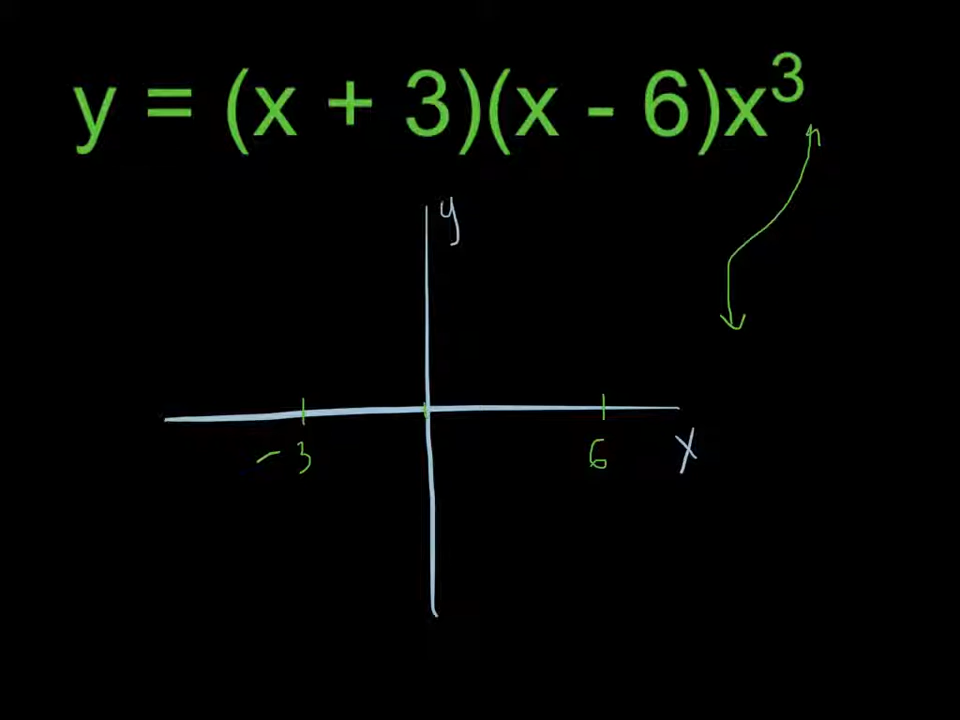 y = (x + 3)(x - 6)x³
y
-3 6 x